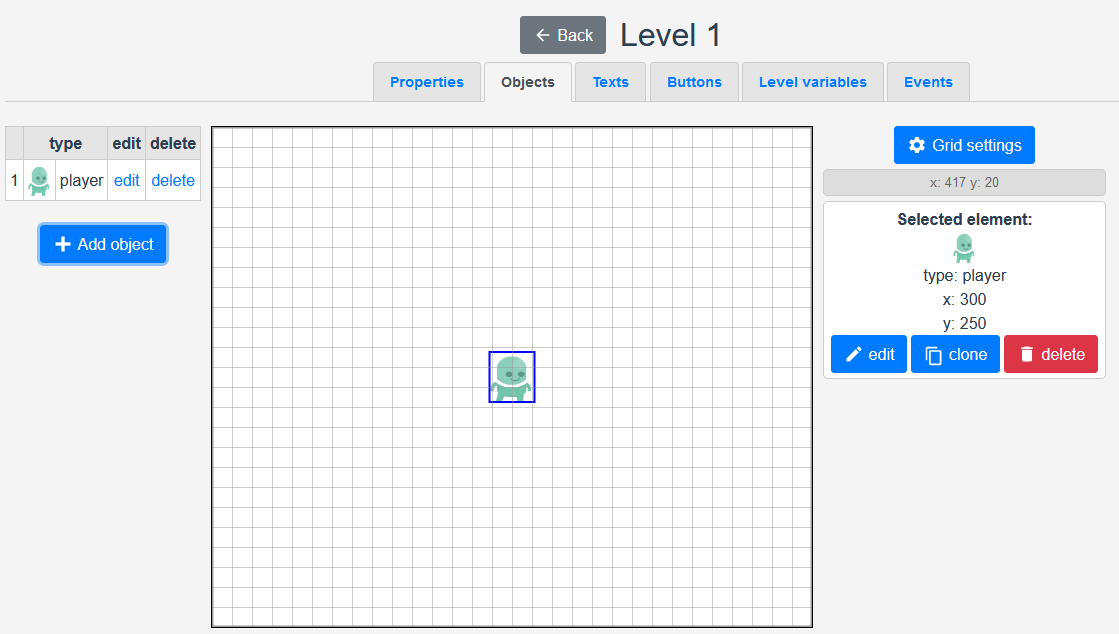 Back Level 1
Properties Objects Texts Buttons Level variables Events
type edit delete
1 player edit delete
Add object
Grid settings
x: 417 y: 20
Selected element:
type: player
x: 300
y: 250
edit clone delete